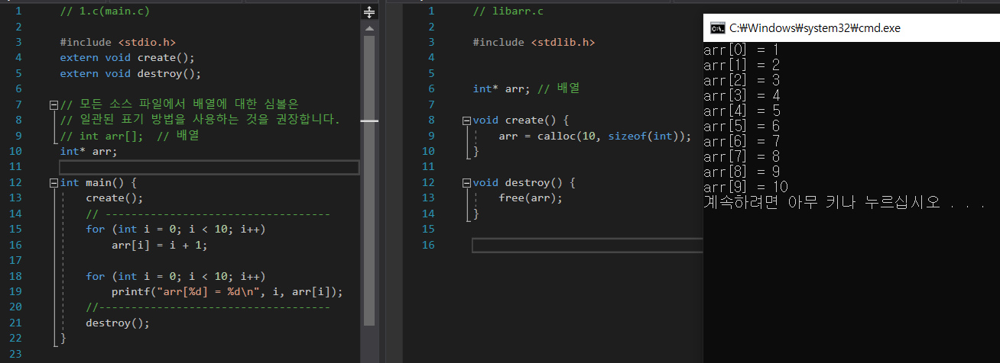 1 // 1.c(main.c)
2
3 #include <stdio.h>
4 extern void create();
5 extern void destroy();
6
7 // 모든 소스 파일에서 배열에 대한 심볼은
8 // 일관된 표기 방법을 사용하는 것을 권장합니다.
9 // int arr[];  // 배열
10 int* arr;
11
12 int main() {
13     create();
14     // -----------------------------------
15     for (int i = 0; i < 10; i++)
16         arr[i] = i + 1;
17
18     for (int i = 0; i < 10; i++)
19         printf("arr[%d] = %d\n", i, arr[i]);
20     //------------------------------------
21     destroy();
22 }
23
1 // libarr.c
2
3 #include <stdlib.h>
4
5
6 int* arr; // 배열
7
8 void create() {
9     arr = calloc(10, sizeof(int));
10 }
11
12 void destroy() {
13     free(arr);
14 }
15
16
C:\Windows\system32\cmd.exe
arr[0] = 1
arr[1] = 2
arr[2] = 3
arr[3] = 4
arr[4] = 5
arr[5] = 6
arr[6] = 7
arr[7] = 8
arr[8] = 9
arr[9] = 10
계속하려면 아무 키나 누르십시오 . . .